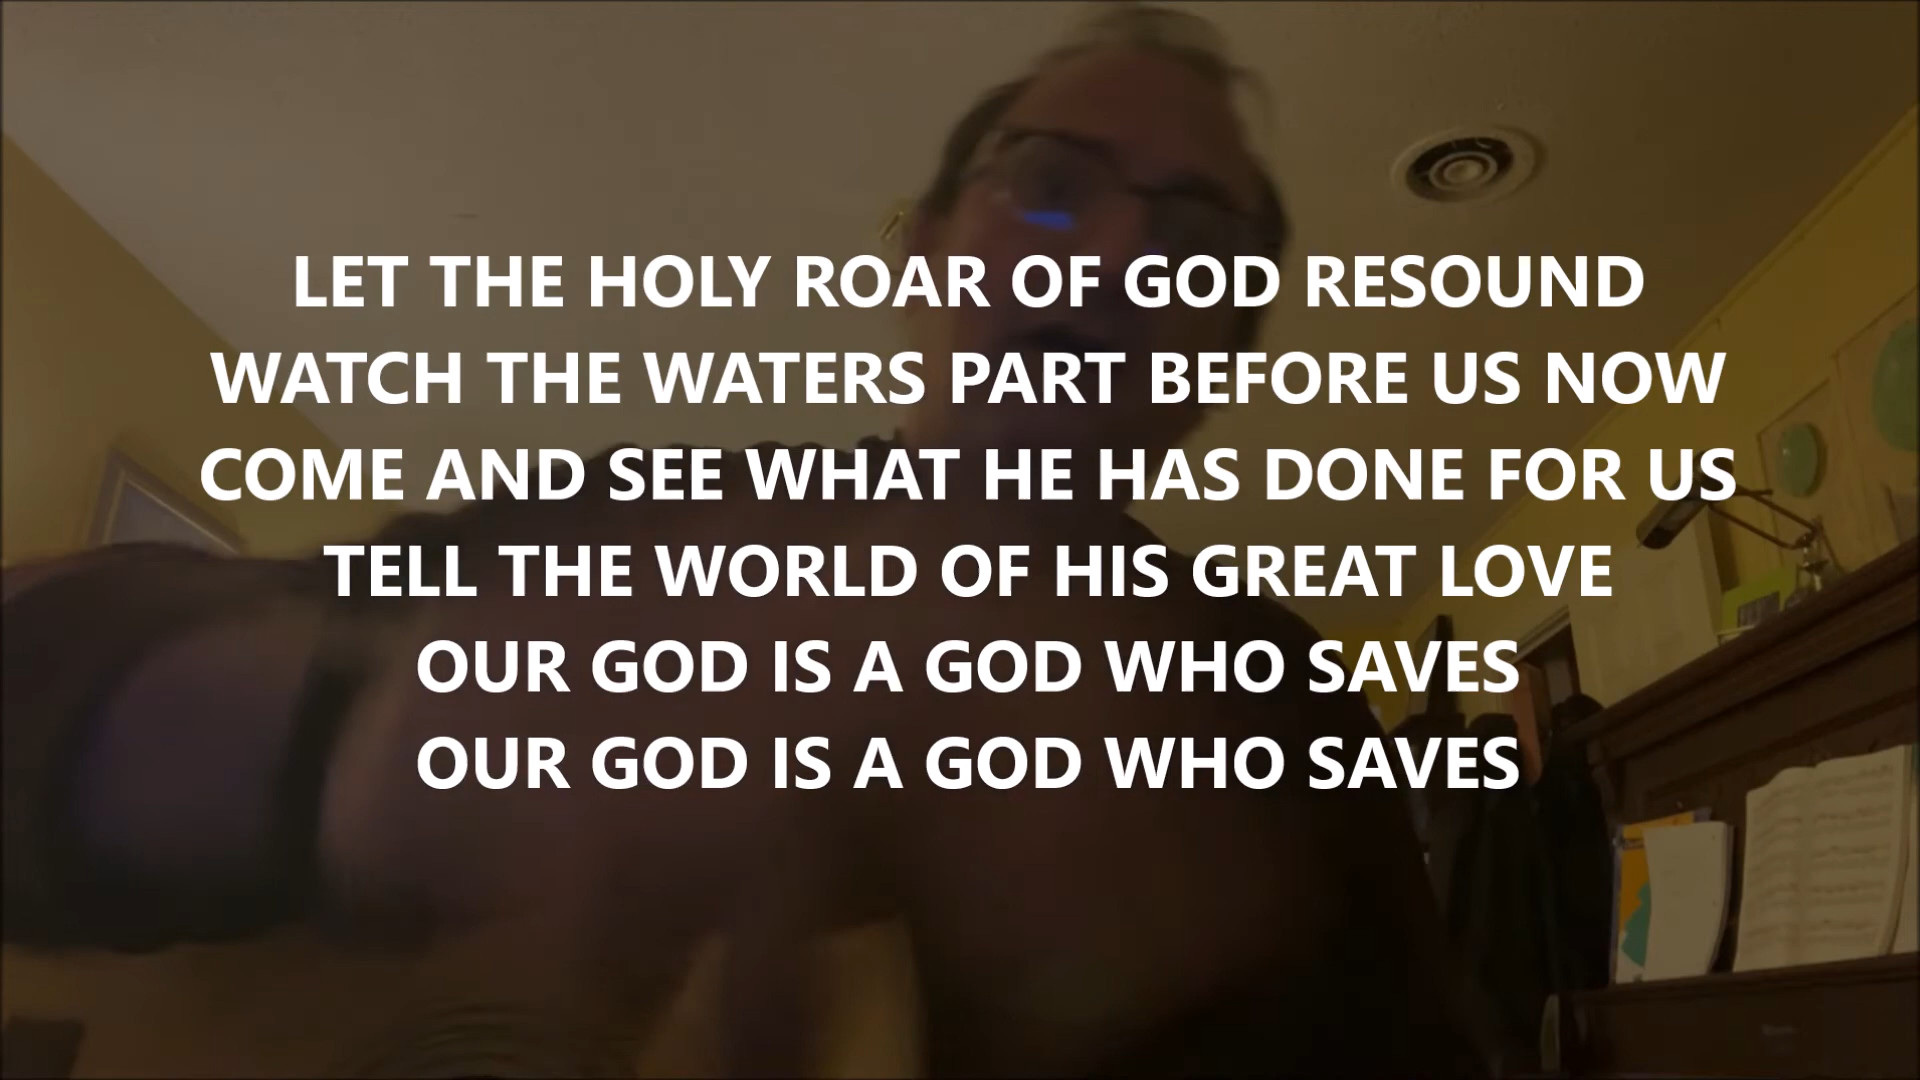 LET THE HOLY ROAR OF GOD RESOUND
WATCH THE WATERS PART BEFORE US NOW
COME AND SEE WHAT HE HAS DONE FOR US
TELL THE WORLD OF HIS GREAT LOVE
OUR GOD IS A GOD WHO SAVES
OUR GOD IS A GOD WHO SAVES